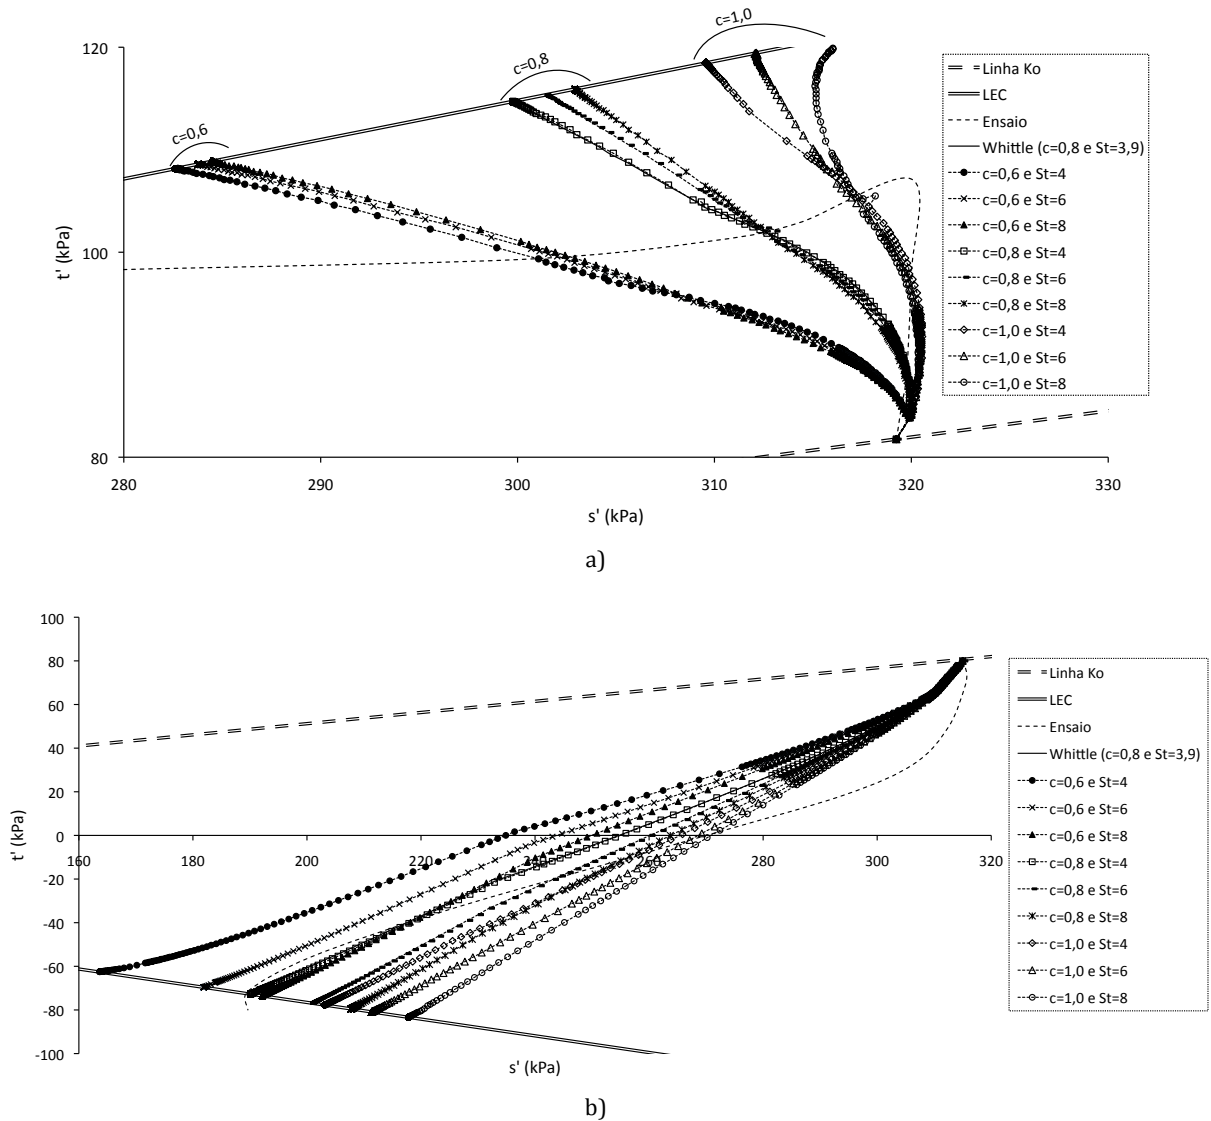 c=1,0
c=0,8
c=0,6
120
100
80
t' (kPa)
280
290
300
310
320
330
s' (kPa)
Linha Ko
LEC
Ensaio
Whittle (c=0,8 e St=3,9)
c=0,6 e St=4
c=0,6 e St=6
c=0,6 e St=8
c=0,8 e St=4
c=0,8 e St=6
c=0,8 e St=8
c=1,0 e St=4
c=1,0 e St=6
c=1,0 e St=8
a)
100
80
60
40
20
0
-20
-40
-60
-80
-100
t' (kPa)
160
180
200
220
240
260
280
300
320
s' (kPa)
Linha Ko
LEC
Ensaio
Whittle (c=0,8 e St=3,9)
c=0,6 e St=4
c=0,6 e St=6
c=0,6 e St=8
c=0,8 e St=4
c=0,8 e St=6
c=0,8 e St=8
c=1,0 e St=4
c=1,0 e St=6
c=1,0 e St=8
b)